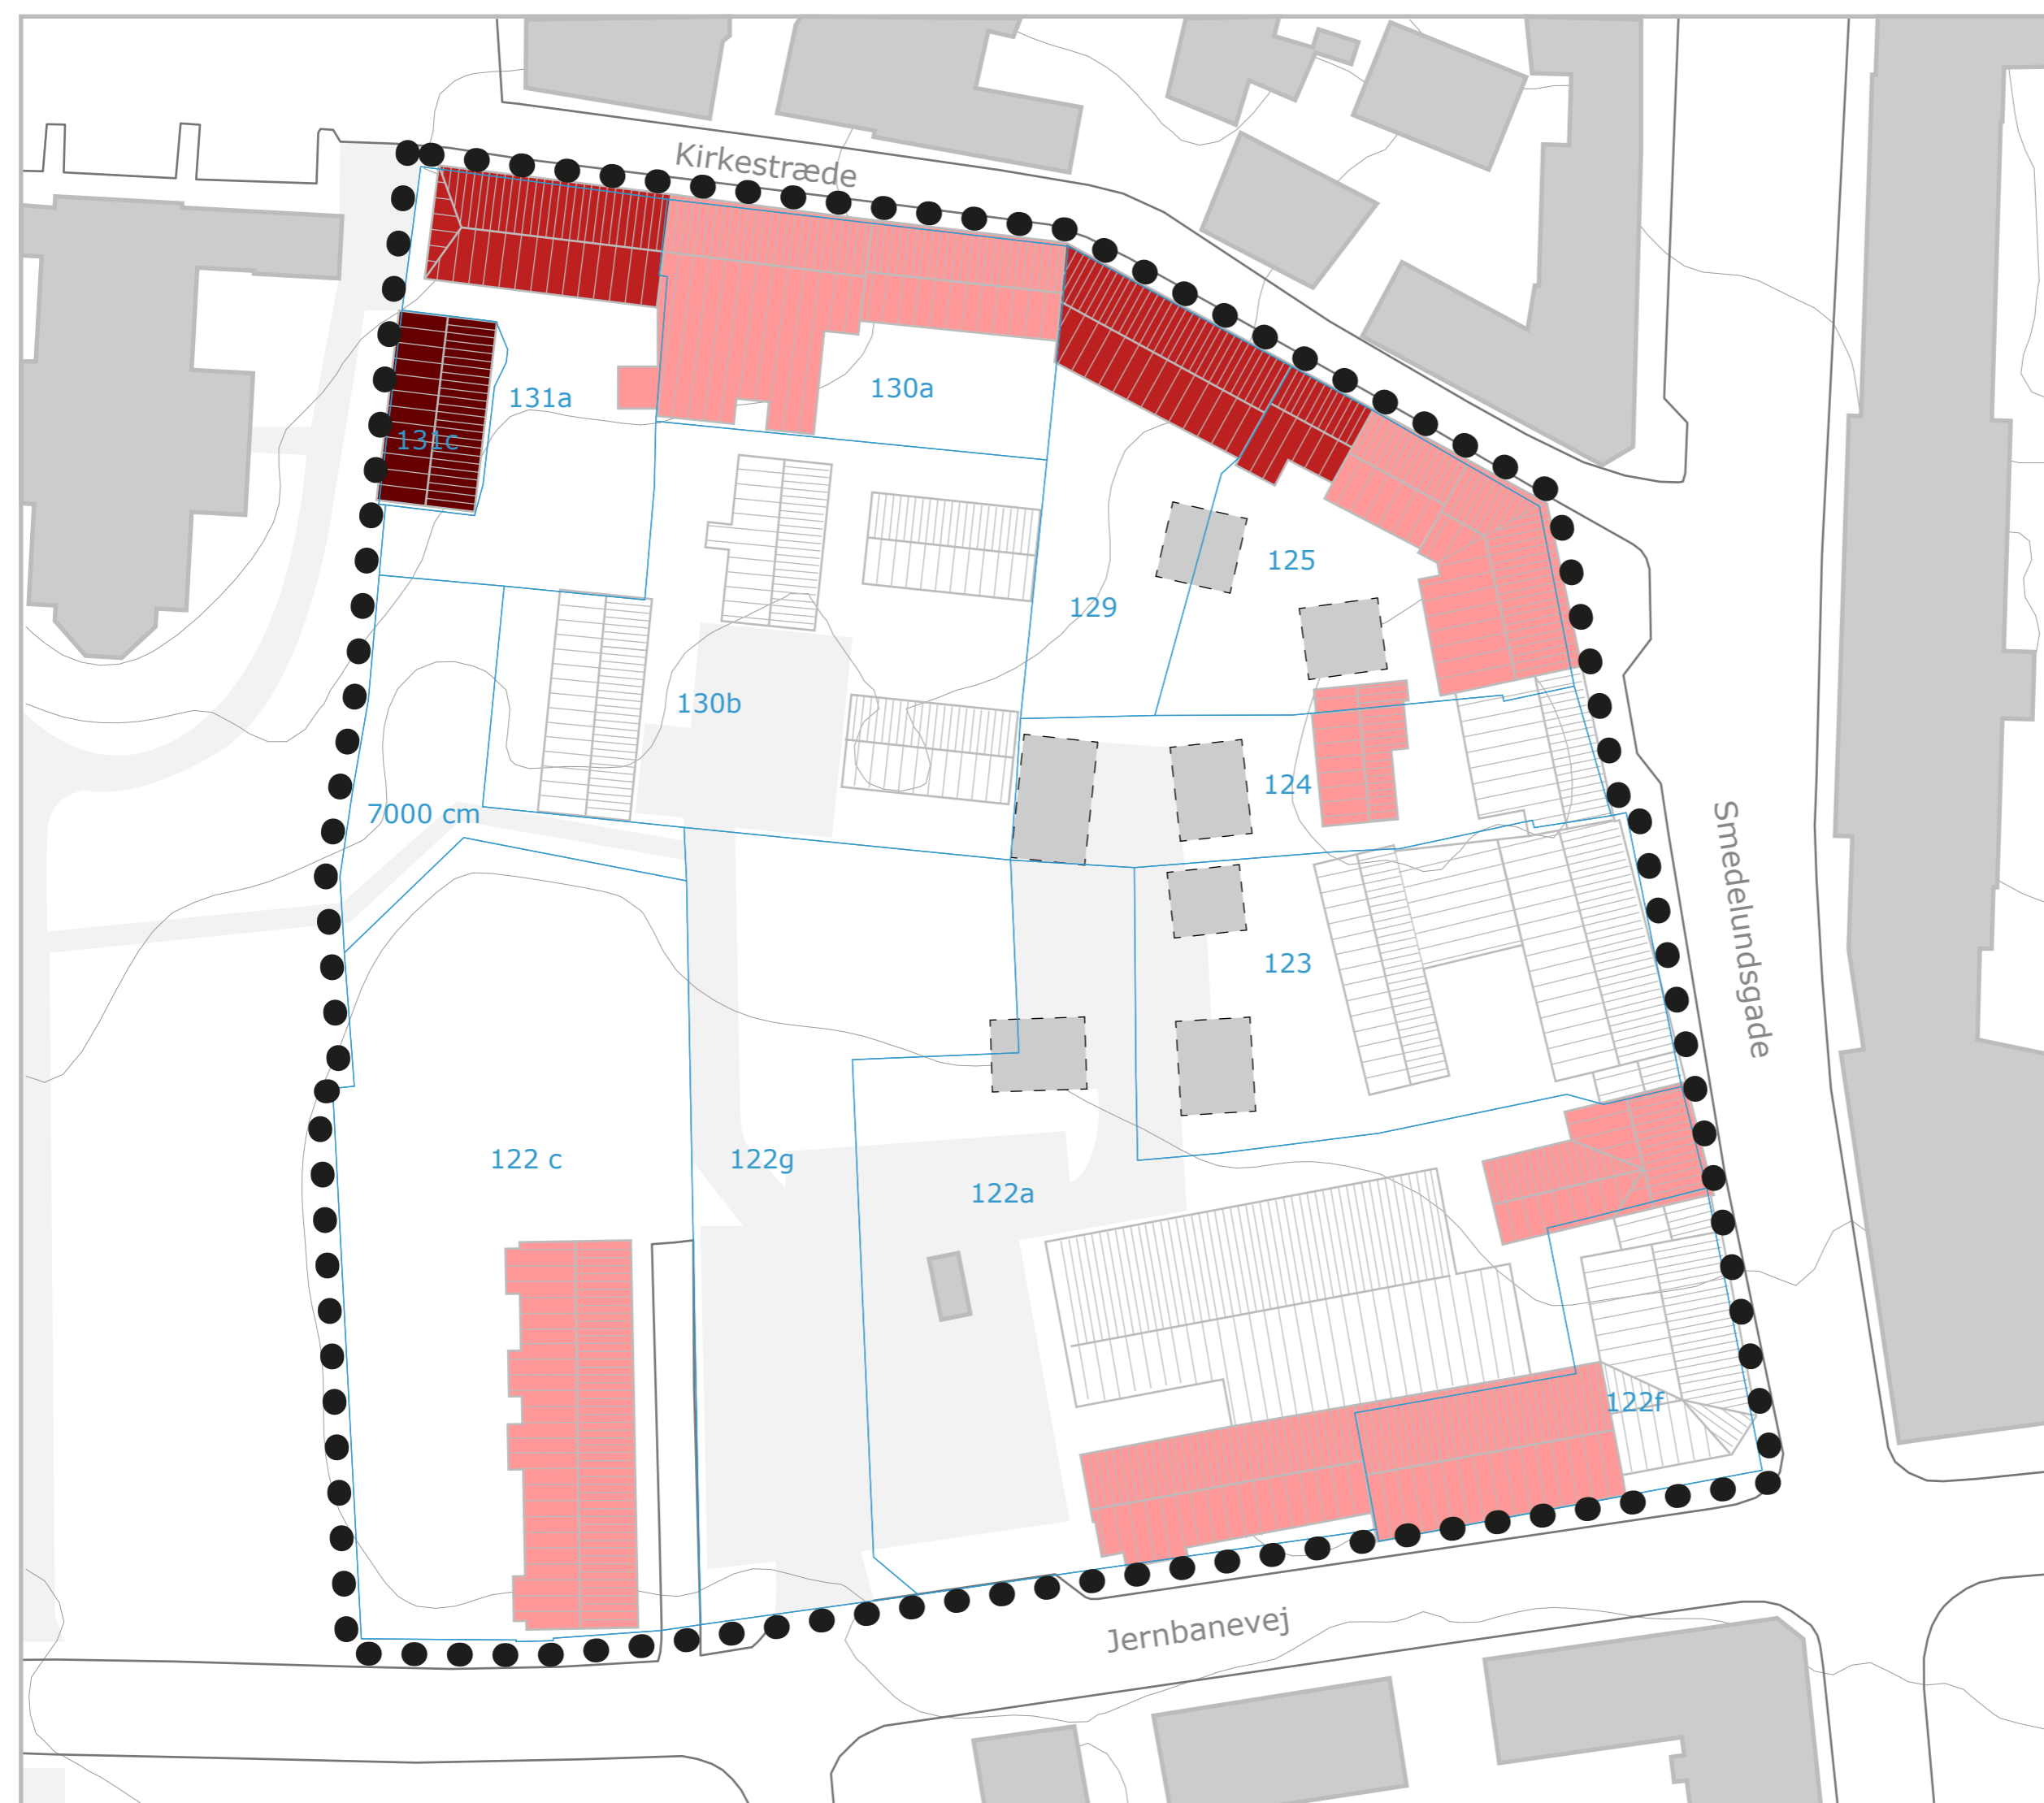 Kirkestræde
131a
130a
131c
125
129
130b
124
7000 cm
Smedelundsgade
123
122 c
122g
122a
122f
Jernbanevej